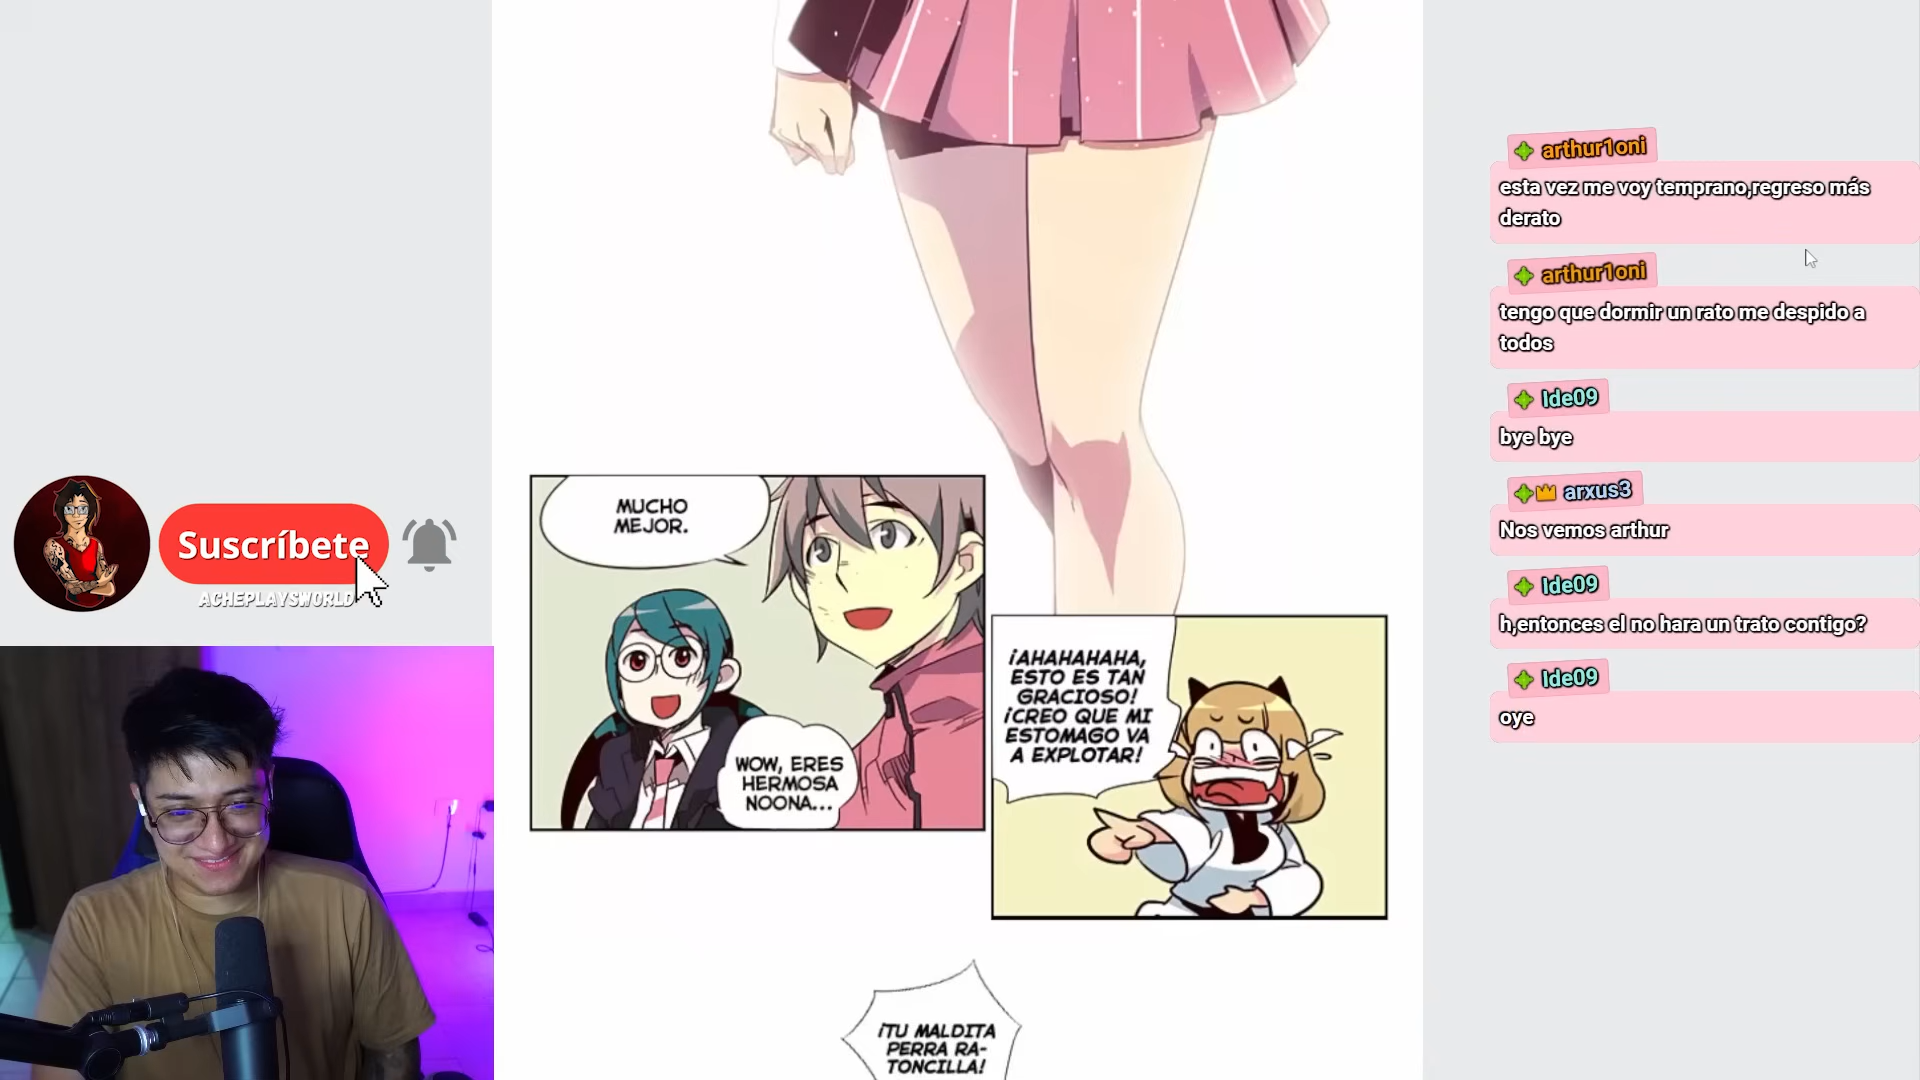 MUCHO
MEJOR.
WOW, ERES
HERMOSA
NOONA...
¡AHAHAHAHA,
ESTO ES TAN
GRACIOSO!
¡CREO QUE MI
ESTOMAGO VA
A EXPLOTAR!
¡TU MALDITA
PERRA RA-
TONCILLA!
Suscríbete
ACHEPLAYSWORLD
arthur1oni
esta vez me voy temprano,regreso más
derato
arthur1oni
tengo que dormir un rato me despido a
todos
lde09
bye bye
arxus3
Nos vemos arthur
lde09
h,entonces el no hara un trato contigo?
lde09
oye